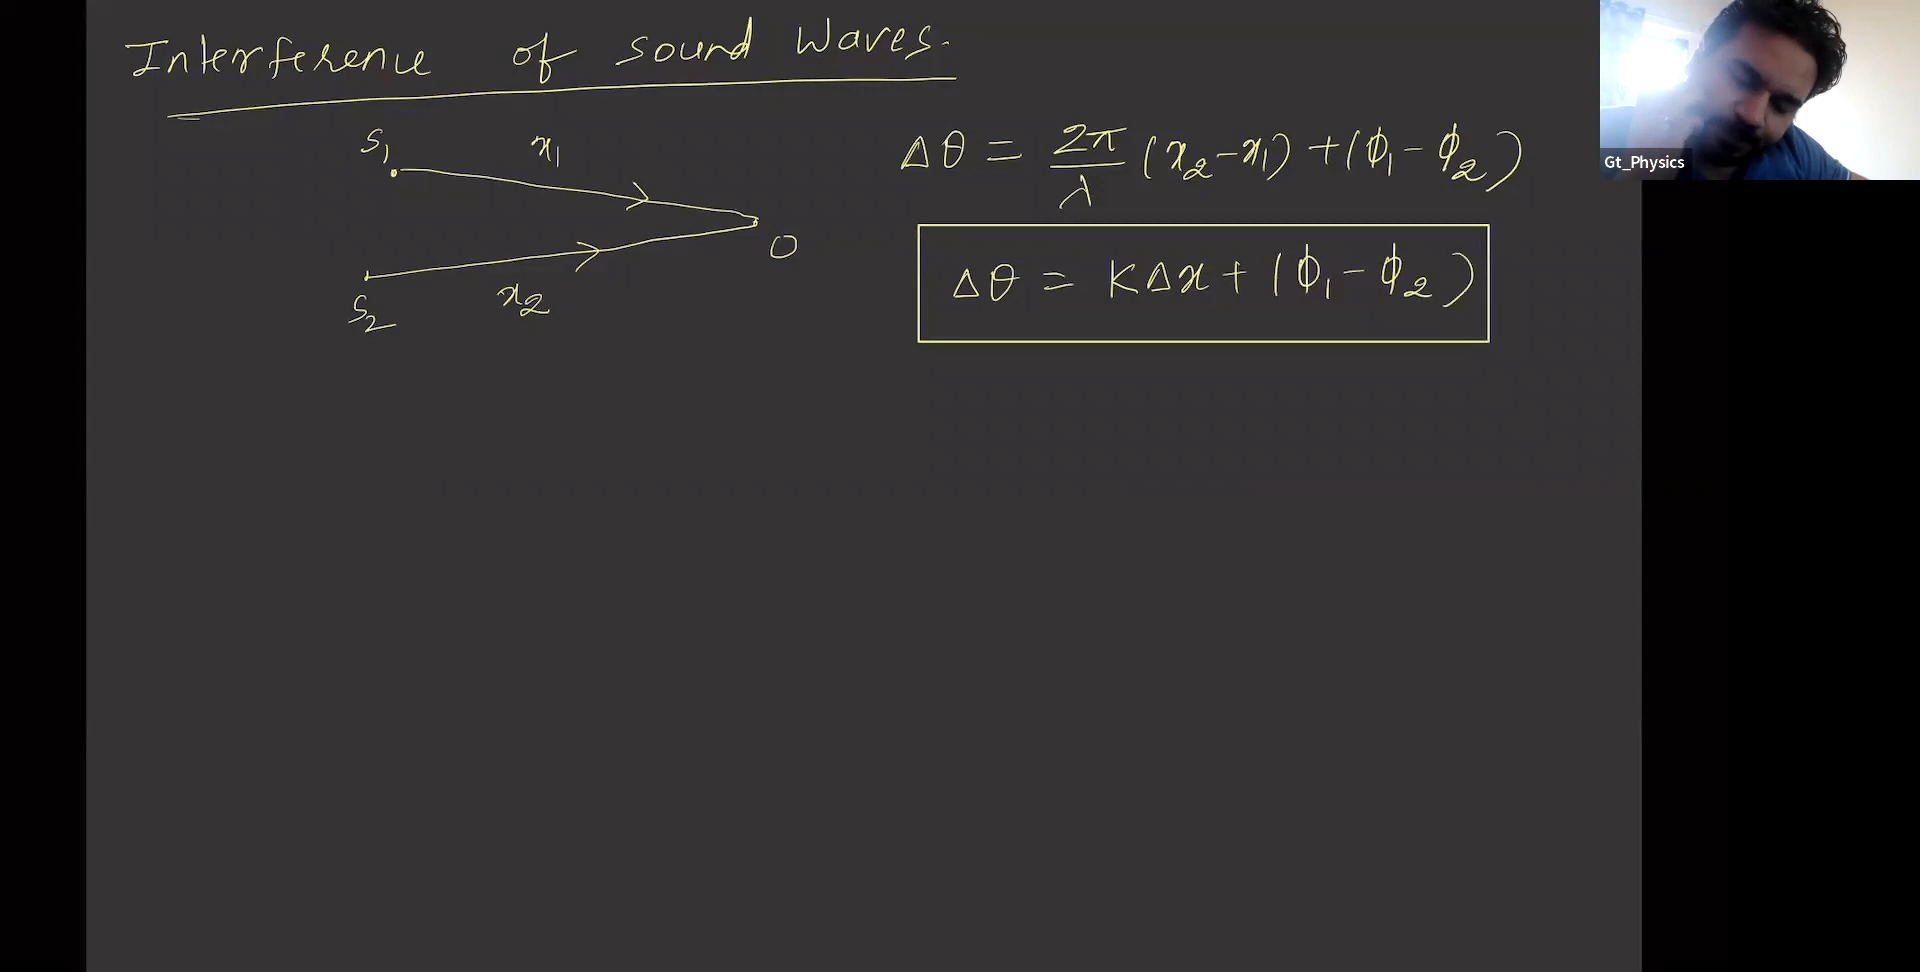 Interference of sound Waves.
S₁ x₁
Δθ = 2π/λ (x₂-x₁) + (ϕ₁-ϕ₂)
Gt_Physics
O
S₂ x₂
Δθ = KΔx + (ϕ₁-ϕ₂)